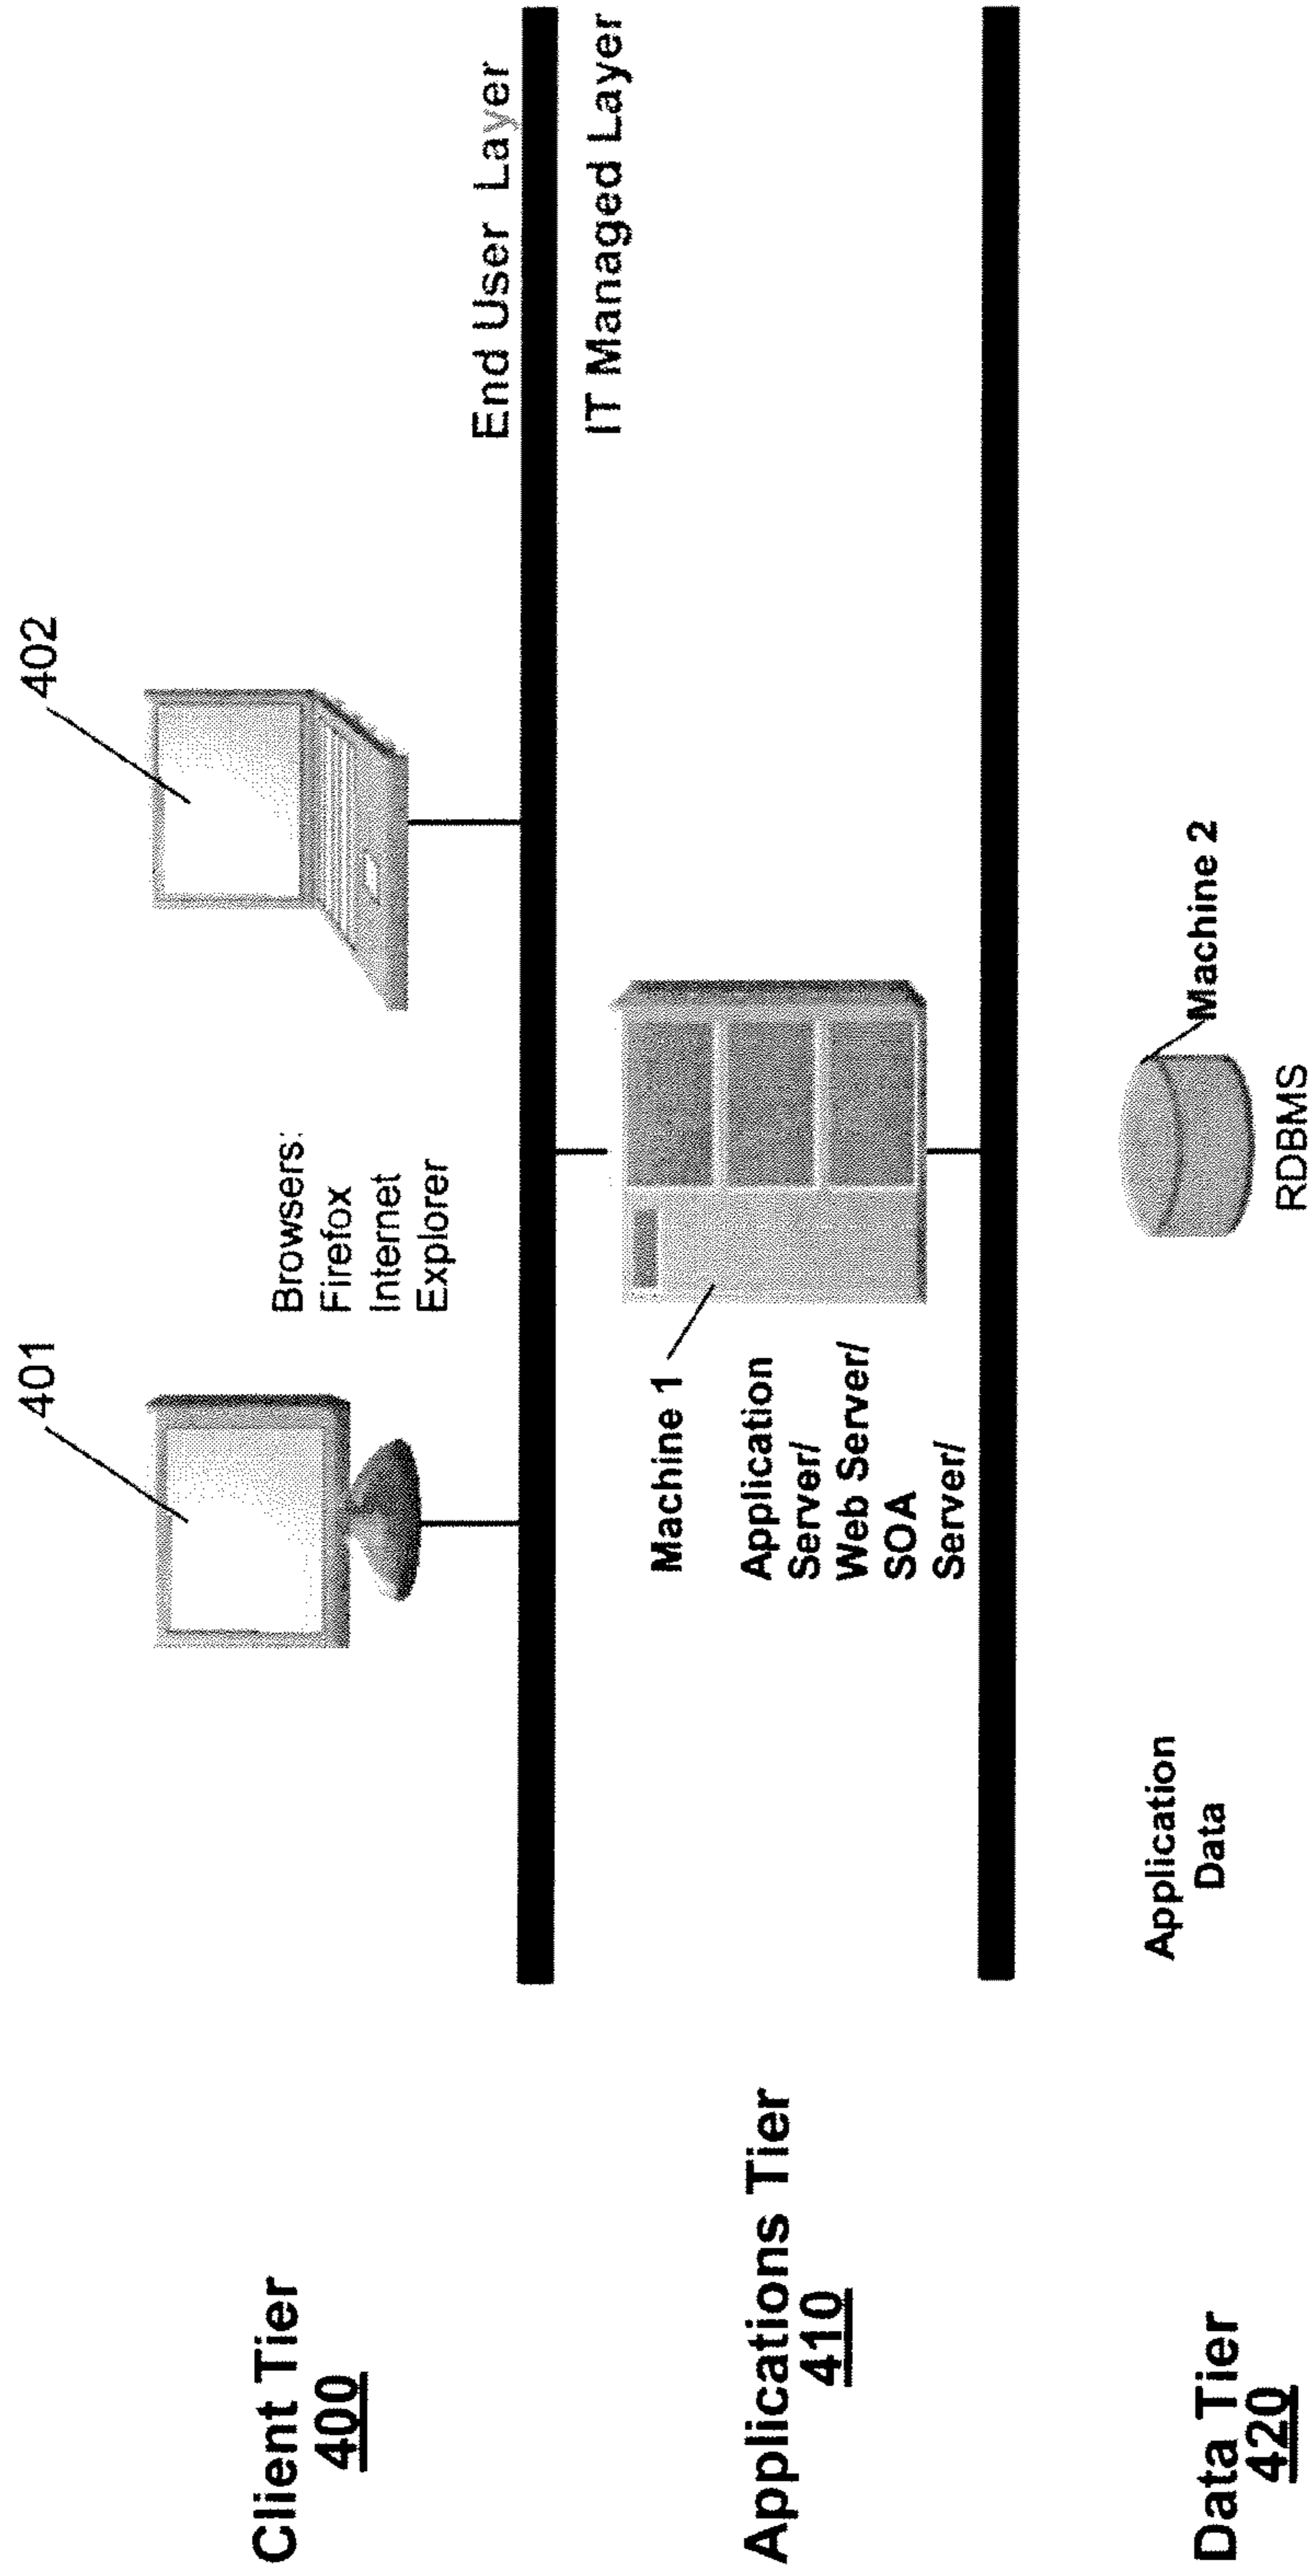 401
402
Client Tier
400
Browsers:
Firefox
Internet
Explorer
End User Layer
IT Managed Layer
Applications Tier
410
Machine 1
Application
Server/
Web Server/
SOA
Server/
Data Tier
420
Application
Data
Machine 2
RDBMS